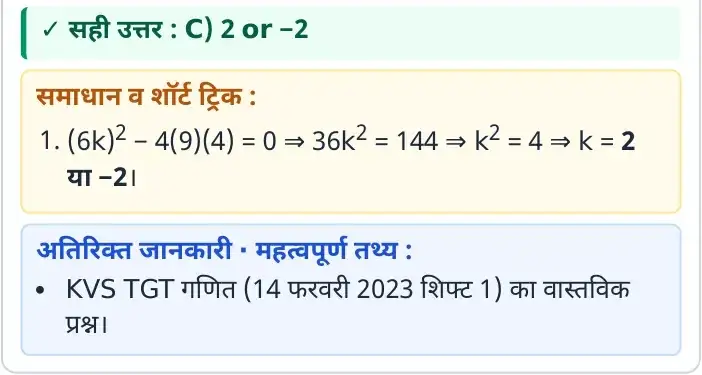 ✓ सही उत्तर : C) 2 or −2
समाधान व शॉर्ट ट्रिक :
1. (6k)² − 4(9)(4) = 0 ⇒ 36k² = 144 ⇒ k² = 4 ⇒ k = 2
या −2।
अतिरिक्त जानकारी · महत्वपूर्ण तथ्य :
• KVS TGT गणित (14 फरवरी 2023 शिफ्ट 1) का वास्तविक
प्रश्न।